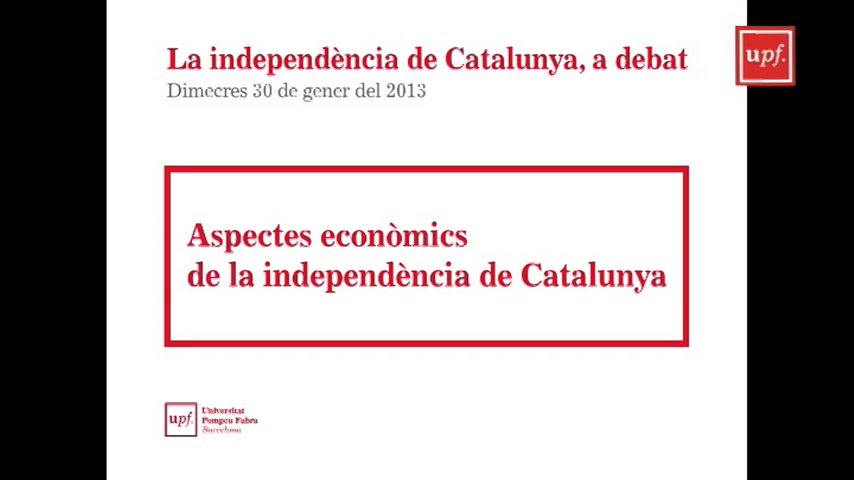 La independència de Catalunya, a debat
upf.
Dimecres 30 de gener del 2013
Aspectes econòmics
de la independència de Catalunya
upf.
Universitat
Pompeu Fabra
Barcelona